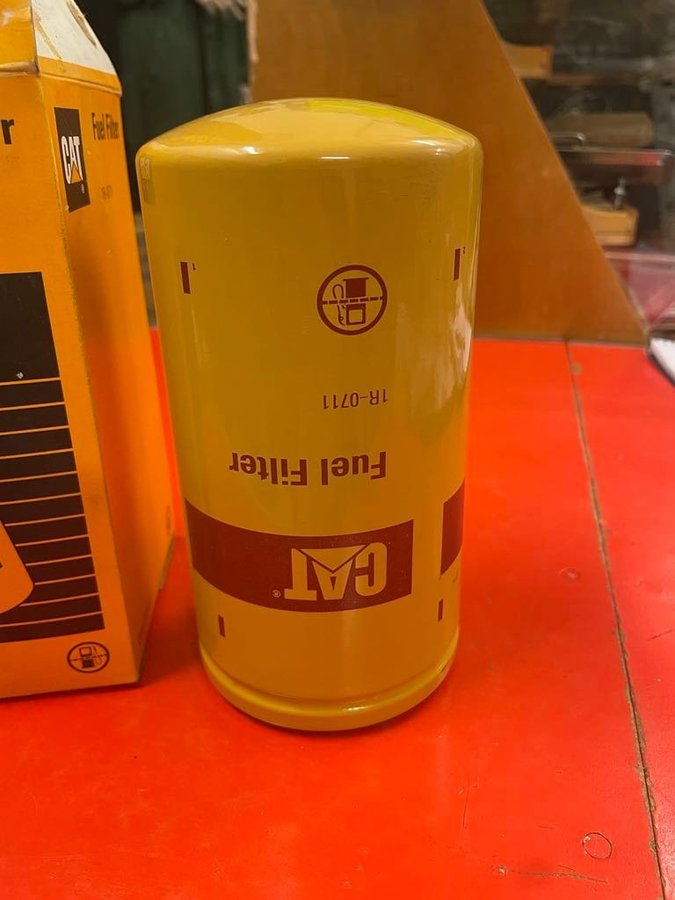 r
CAT
Fuel Filter
1R-0711
Fuel Filter
CAT®